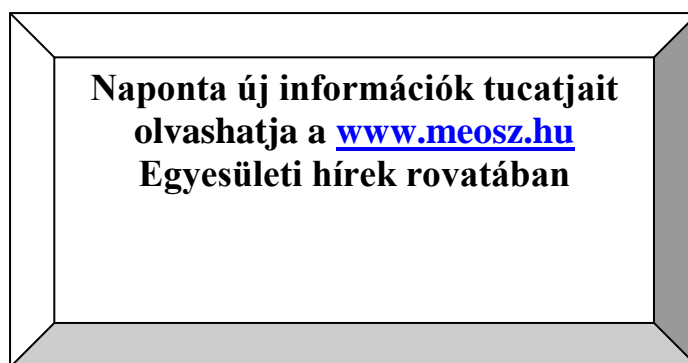 Naponta új információk tucatjait
olvashatja a www.meosz.hu
Egyesületi hírek rovatában